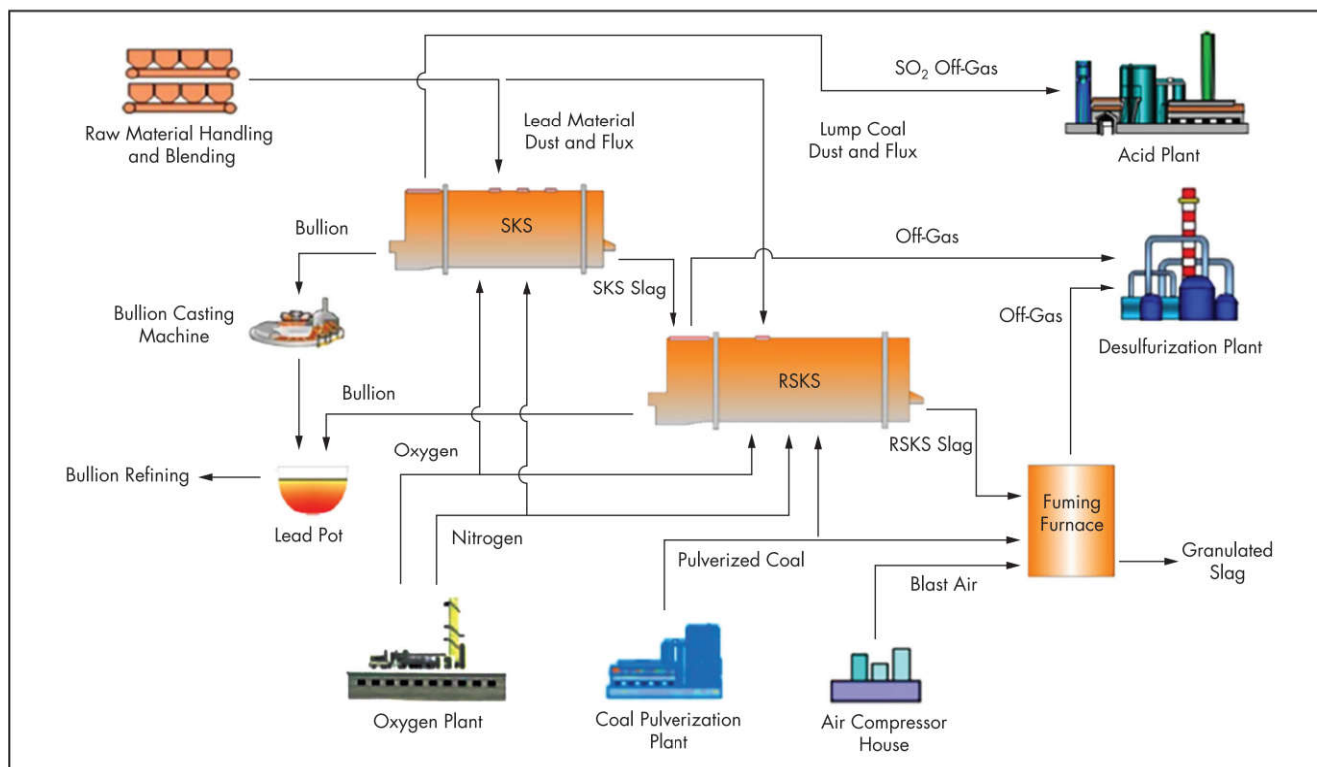 SO2 Off-Gas
Raw Material Handling
and Blending
Lead Material
Dust and Flux
Lump Coal
Dust and Flux
Acid Plant
SKS
Bullion
Off-Gas
SKS Slag
Bullion Casting
Machine
Off-Gas
Desulfurization Plant
RSKS
Bullion
RSKS Slag
Oxygen
Bullion Refining
Fuming
Furnace
Lead Pot
Nitrogen
Pulverized Coal
Granulated
Slag
Blast Air
Oxygen Plant
Coal Pulverization
Plant
Air Compressor
House